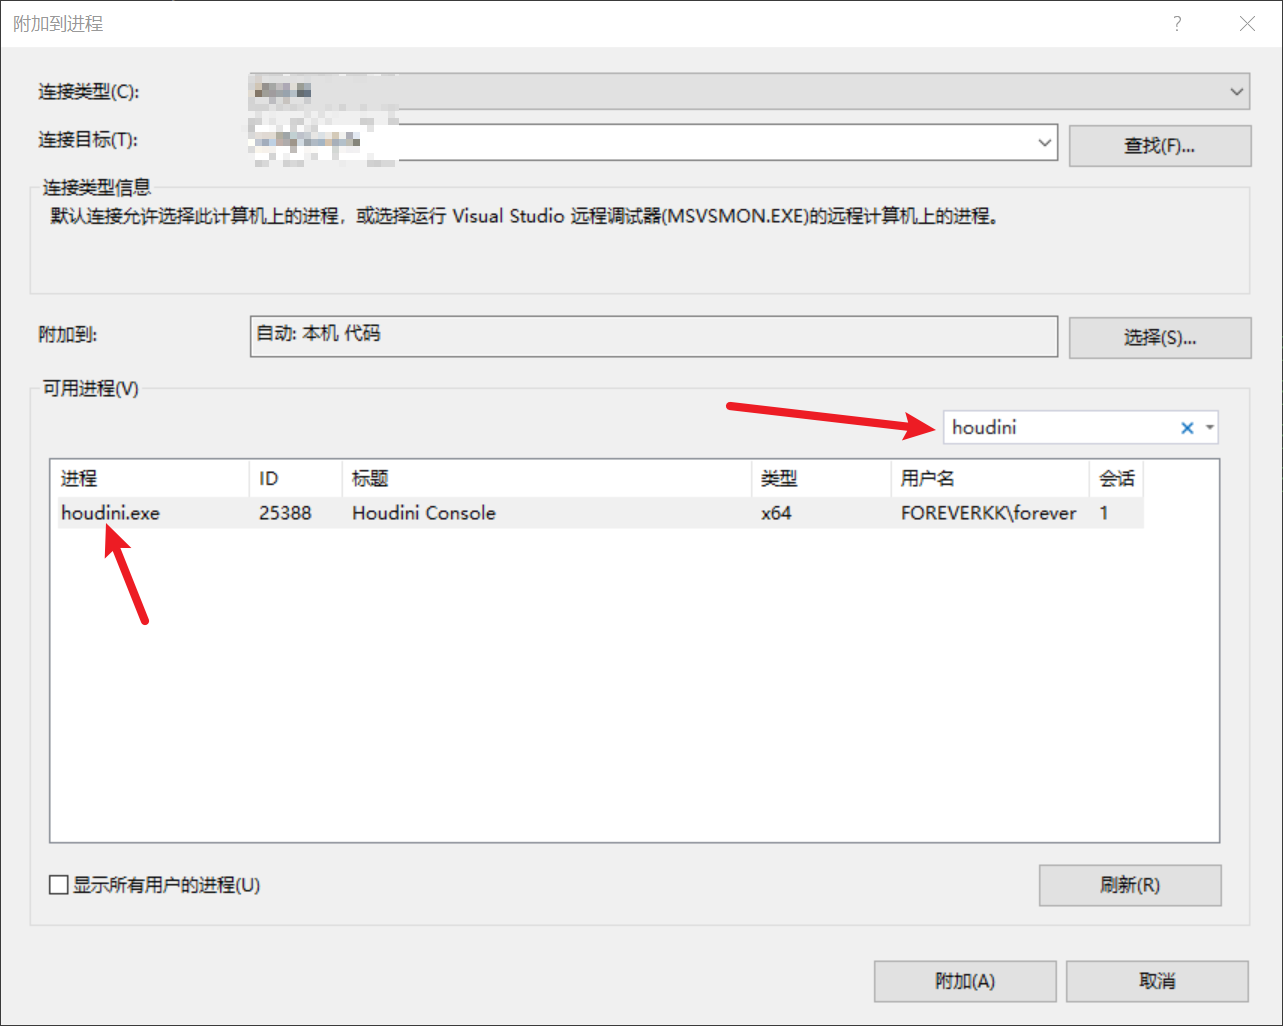 附加到进程
连接类型(C):
连接目标(T):
查找(F)...
连接类型信息
默认连接允许选择此计算机上的进程，或选择运行 Visual Studio 远程调试器(MSVSMON.EXE)的远程计算机上的进程。
附加到:
自动: 本机 代码
选择(S)...
可用进程(V)
houdini
进程 ID 标题 类型 用户名 会话
houdini.exe 25388 Houdini Console x64 FOREVERKK\forever 1
显示所有用户的进程(U)
刷新(R)
附加(A)
取消